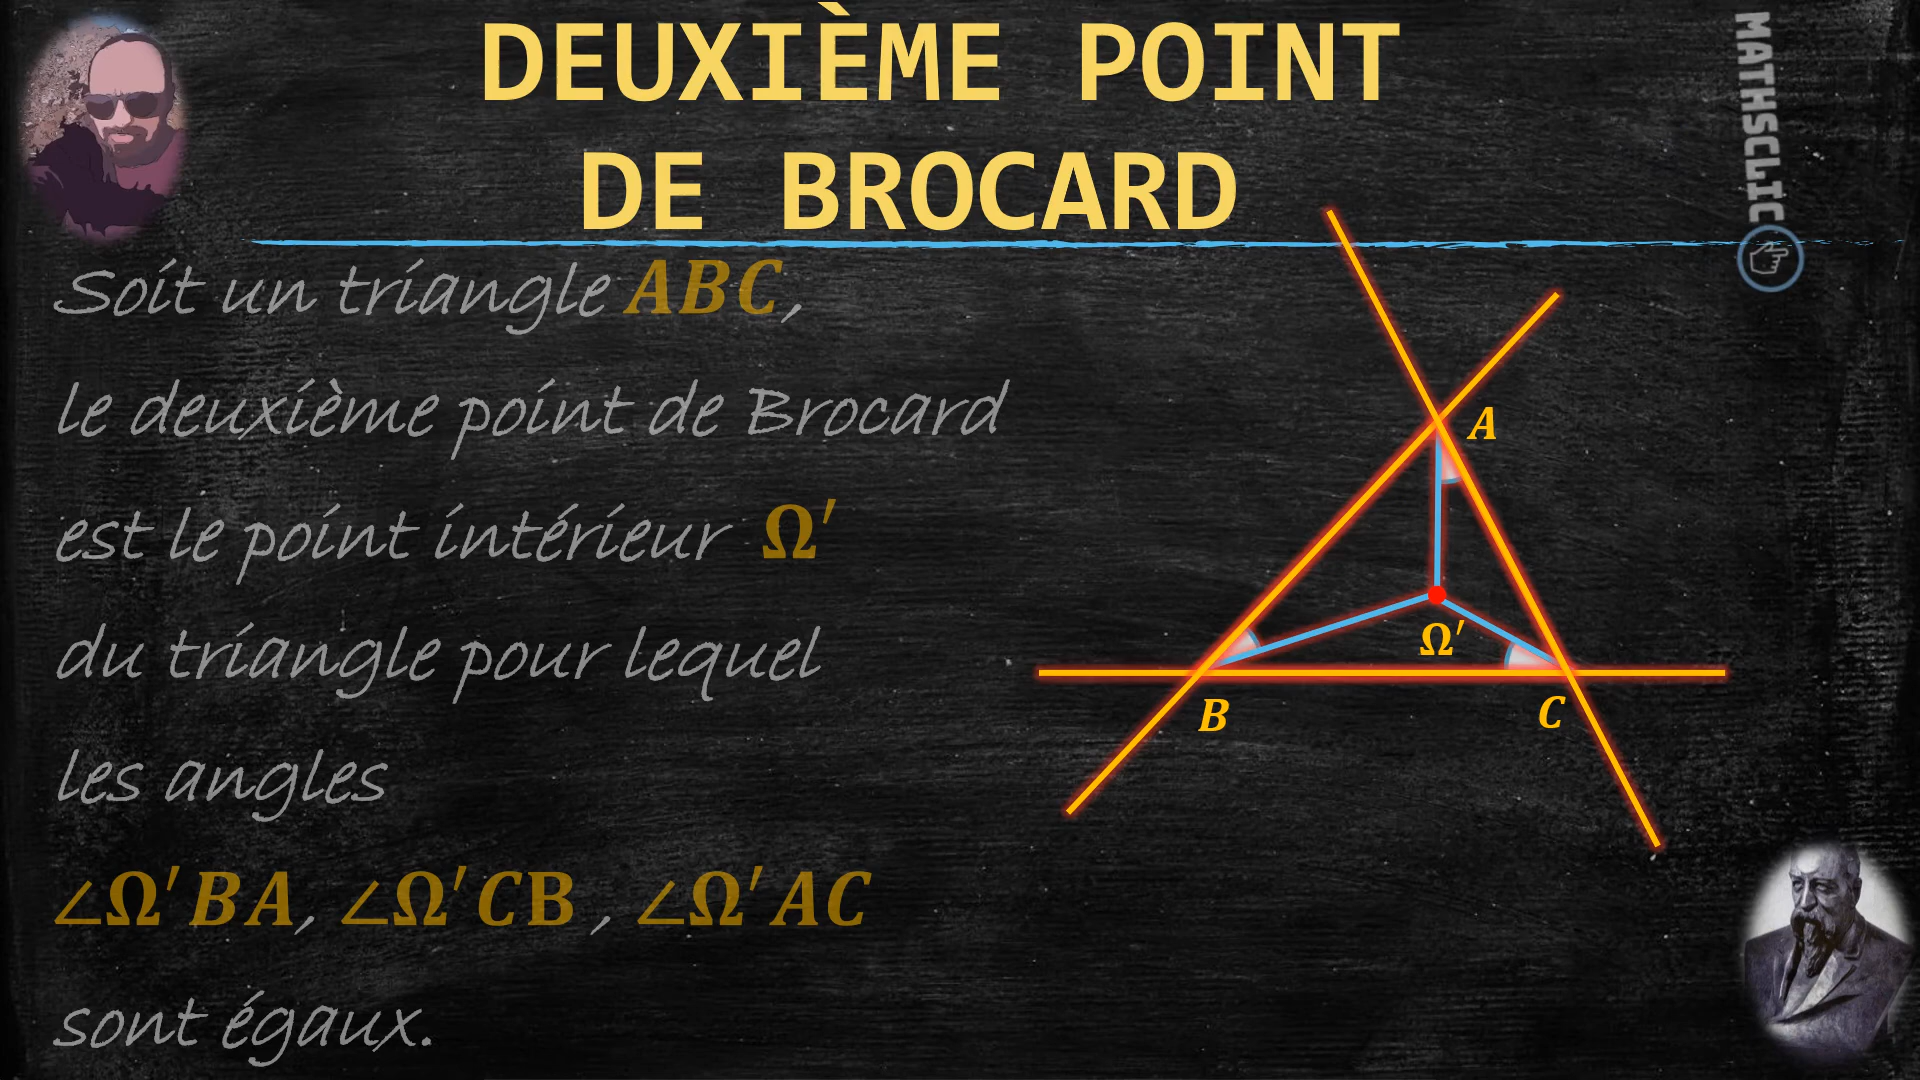 DEUXIÈME POINT
DE BROCARD
MATHSCLIC
Soit un triangle ABC,
le deuxième point de Brocard
est le point intérieur Ω′
du triangle pour lequel
les angles
∠Ω′BA, ∠Ω′CB , ∠Ω′AC
sont égaux.
A
Ω′
B
C